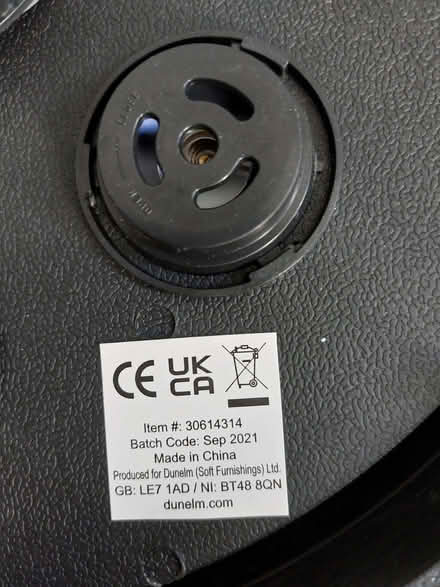 CE UK
CA
Item #: 30614314
Batch Code: Sep 2021
Made in China
Produced for Dunelm (Soft Furnishings) Ltd.
GB: LE7 1AD / NI: BT48 8QN
dunelm.com